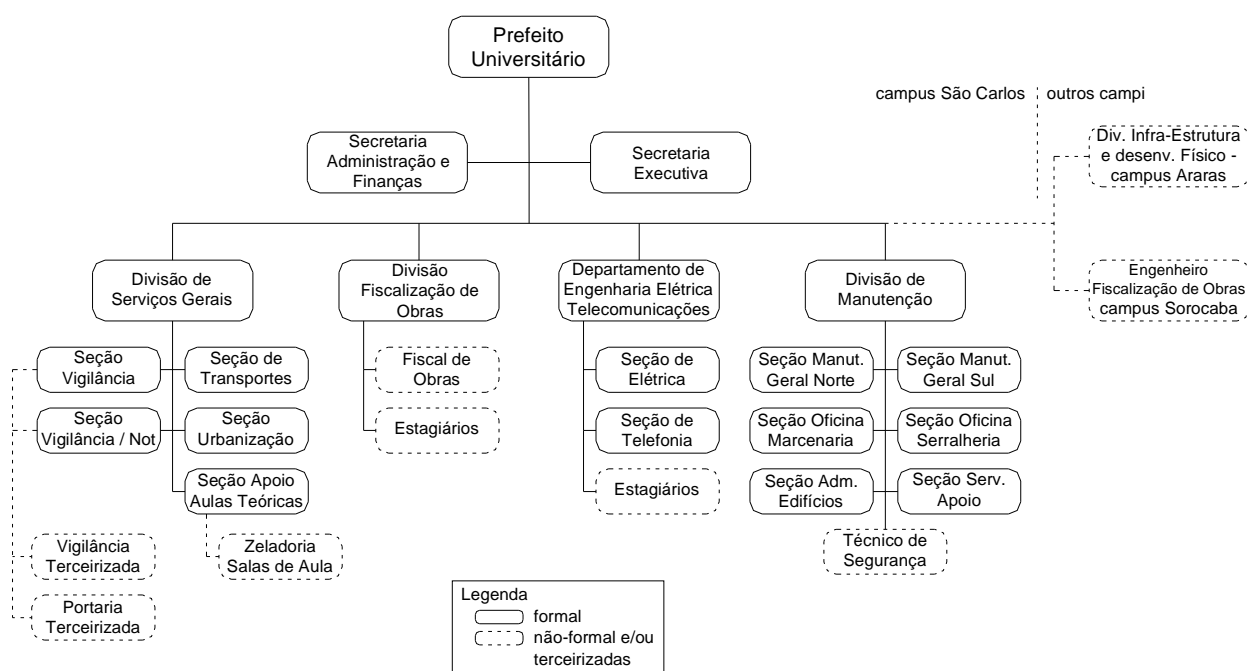 Prefeito
Universitário
campus São Carlos
outros campi
Secretaria
Administração e
Finanças
Secretaria
Executiva
Div. Infra-Estrutura
e desenv. Físico -
campus Araras
Engenheiro
Fiscalização de Obras
campus Sorocaba
Divisão de
Serviços Gerais
Divisão
Fiscalização de
Obras
Departamento de
Engenharia Elétrica
Telecomunicações
Divisão de
Manutenção
Seção
Vigilância
Seção de
Transportes
Seção
Vigilância / Not
Seção
Urbanização
Seção Apoio
Aulas Teóricas
Vigilância
Terceirizada
Zeladoria
Salas de Aula
Portaria
Terceirizada
Fiscal de
Obras
Estagiários
Seção de
Elétrica
Seção de
Telefonia
Estagiários
Seção Manut.
Geral Norte
Seção Manut.
Geral Sul
Seção Oficina
Marcenaria
Seção Oficina
Serralheria
Seção Adm.
Edifícios
Seção Serv.
Apoio
Técnico de
Segurança
Legenda
formal
não-formal e/ou
terceirizadas